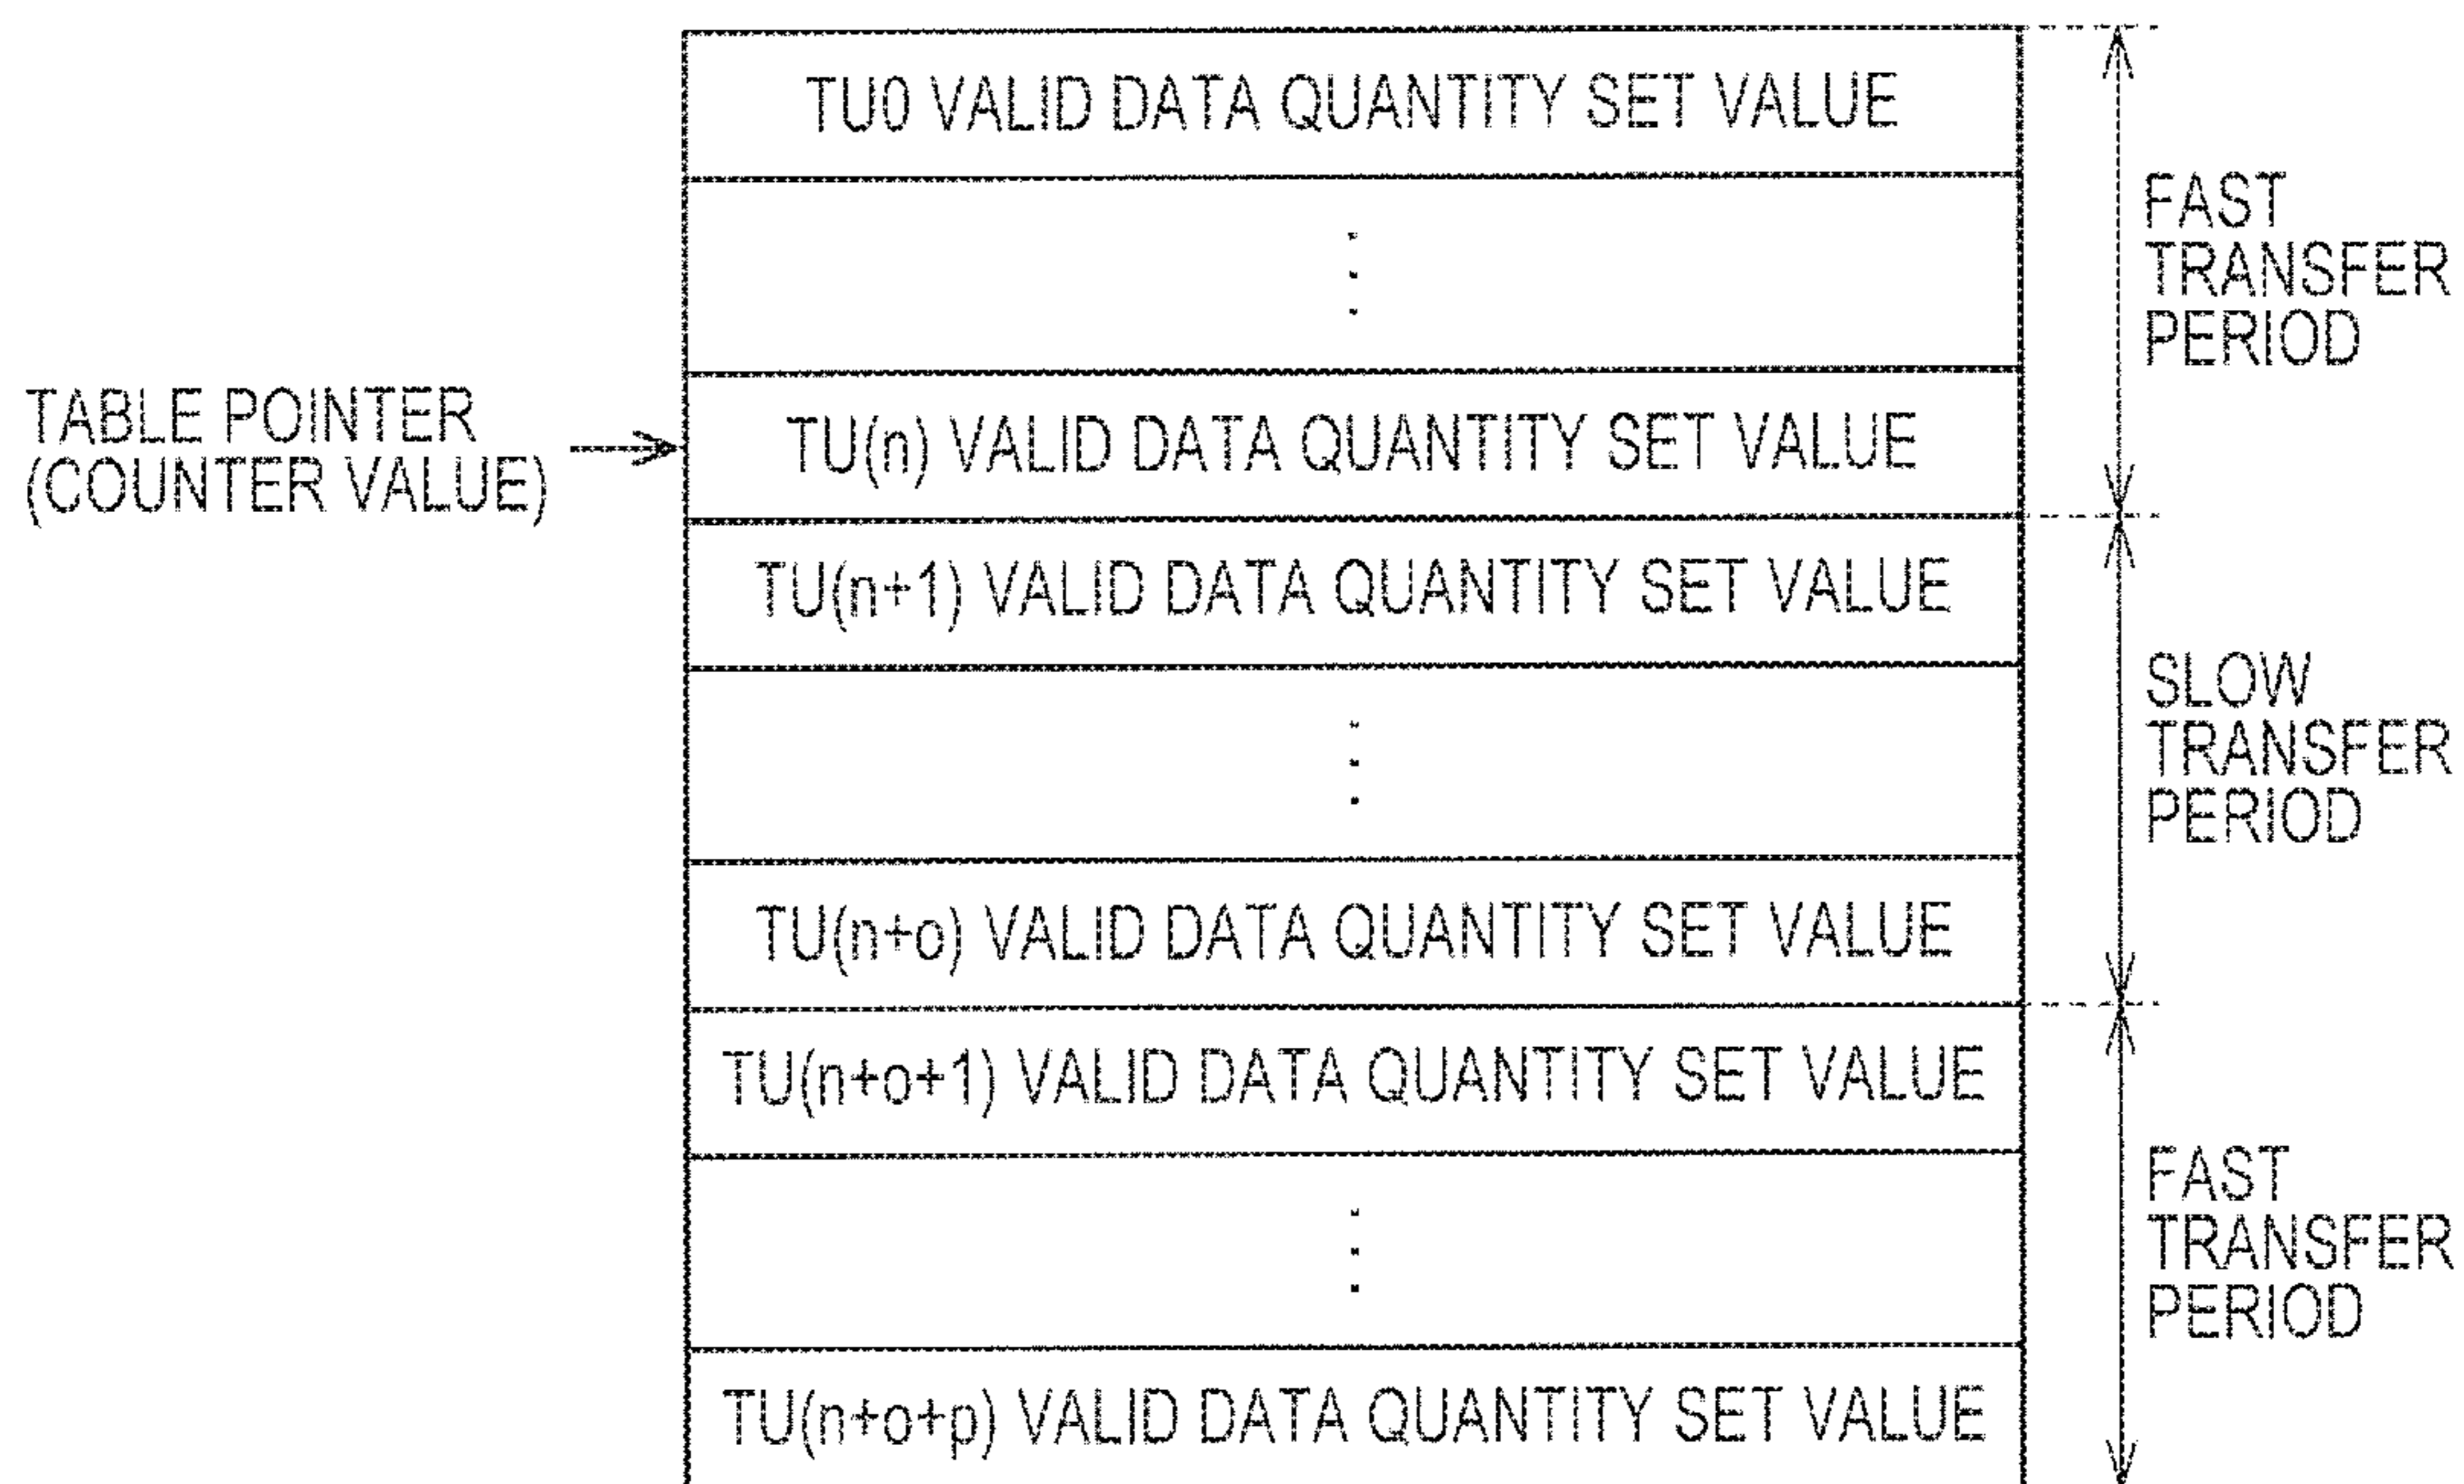 TU0 VALID DATA QUANTITY SET VALUE
FAST
TRANSFER
PERIOD
TABLE POINTER
(COUNTER VALUE)
TU(n) VALID DATA QUANTITY SET VALUE
TU(n+1) VALID DATA QUANTITY SET VALUE
SLOW
TRANSFER
PERIOD
TU(n+o) VALID DATA QUANTITY SET VALUE
TU(n+o+1) VALID DATA QUANTITY SET VALUE
FAST
TRANSFER
PERIOD
TU(n+o+p) VALID DATA QUANTITY SET VALUE